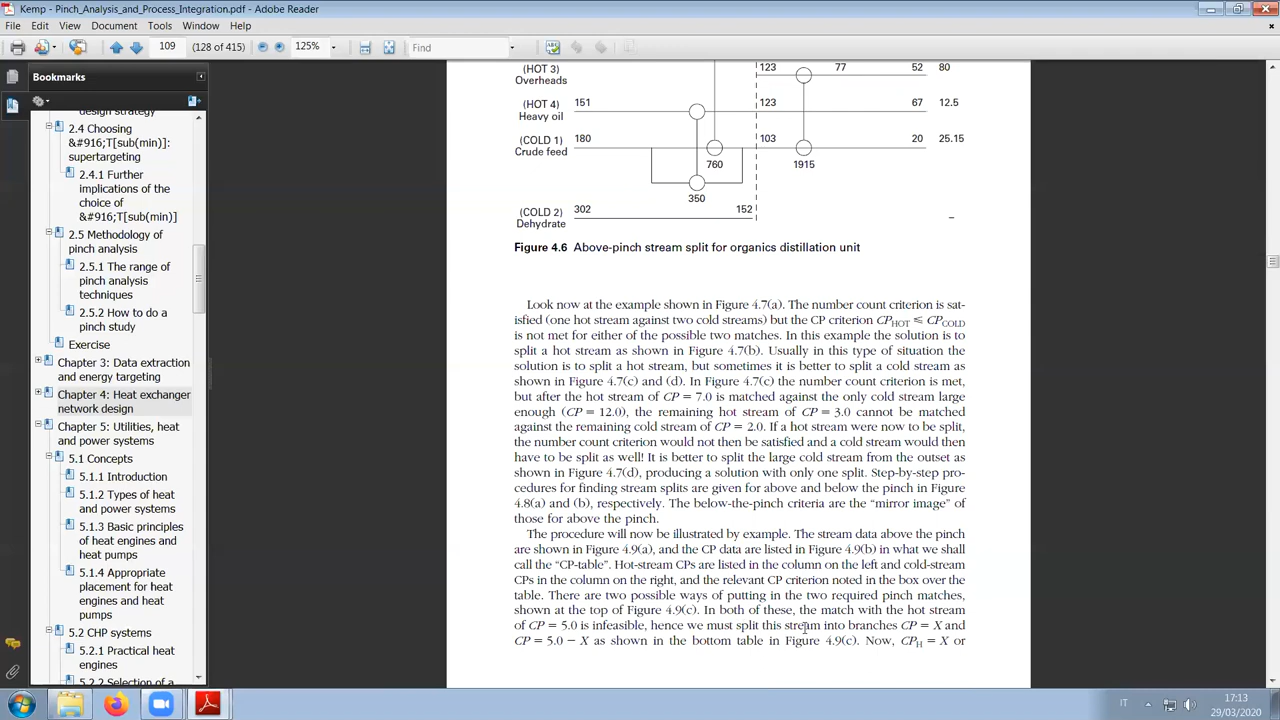 Kemp - Pinch_Analysis_and_Process_Integration.pdf - Adobe Reader
File Edit View Document Tools Window Help
109 (128 of 415) 125% Find
Bookmarks
design strategy
2.4 Choosing
&#916;T[sub(min)]:
supertargeting
2.4.1 Further
implications of the
choice of
&#916;T[sub(min)]
2.5 Methodology of
pinch analysis
2.5.1 The range of
pinch analysis
techniques
2.5.2 How to do a
pinch study
Exercise
Chapter 3: Data extraction
and energy targeting
Chapter 4: Heat exchanger
network design
Chapter 5: Utilities, heat
and power systems
5.1 Concepts
5.1.1 Introduction
5.1.2 Types of heat
and power systems
5.1.3 Basic principles
of heat engines and
heat pumps
5.1.4 Appropriate
placement for heat
engines and heat
pumps
5.2 CHP systems
5.2.1 Practical heat
engines
5.2.2 Selection of a
(HOT 3) 123 77 52 80
Overheads
(HOT 4) 151 123 67 12.5
Heavy oil
(COLD 1) 180 103 20 25.15
Crude feed
760 1915
350
(COLD 2) 302 152 –
Dehydrate
Figure 4.6 Above-pinch stream split for organics distillation unit
Look now at the example shown in Figure 4.7(a). The number count criterion is sat-
isfied (one hot stream against two cold streams) but the CP criterion CPHOT ⩽ CPCOLD
is not met for either of the possible two matches. In this example the solution is to
split a hot stream as shown in Figure 4.7(b). Usually in this type of situation the
solution is to split a hot stream, but sometimes it is better to split a cold stream as
shown in Figure 4.7(c) and (d). In Figure 4.7(c) the number count criterion is met,
but after the hot stream of CP = 7.0 is matched against the only cold stream large
enough (CP = 12.0), the remaining hot stream of CP = 3.0 cannot be matched
against the remaining cold stream of CP = 2.0. If a hot stream were now to be split,
the number count criterion would not then be satisfied and a cold stream would then
have to be split as well! It is better to split the large cold stream from the outset as
shown in Figure 4.7(d), producing a solution with only one split. Step-by-step pro-
cedures for finding stream splits are given for above and below the pinch in Figure
4.8(a) and (b), respectively. The below-the-pinch criteria are the “mirror image” of
those for above the pinch.
The procedure will now be illustrated by example. The stream data above the pinch
are shown in Figure 4.9(a), and the CP data are listed in Figure 4.9(b) in what we shall
call the “CP-table”. Hot-stream CPs are listed in the column on the left and cold-stream
CPs in the column on the right, and the relevant CP criterion noted in the box over the
table. There are two possible ways of putting in the two required pinch matches,
shown at the top of Figure 4.9(c). In both of these, the match with the hot stream
of CP = 5.0 is infeasible, hence we must split this stream into branches CP = X and
CP = 5.0 − X as shown in the bottom table in Figure 4.9(c). Now, CPH = X or
IT
17:13
29/03/2020